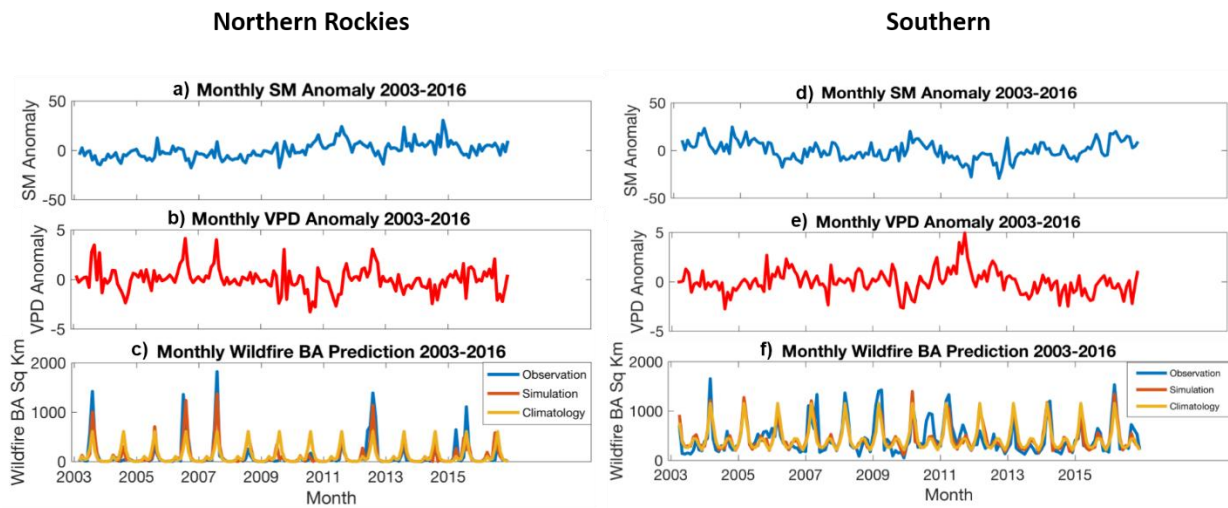 Northern Rockies
Southern
a) Monthly SM Anomaly 2003-2016
SM Anomaly
50
0
-50
b) Monthly VPD Anomaly 2003-2016
VPD Anomaly
5
0
-5
c) Monthly Wildfire BA Prediction 2003-2016
Wildfire BA Sq Km
2000
1000
0
Observation
Simulation
Climatology
2003 2005 2007 2009 2011 2013 2015
Month
d) Monthly SM Anomaly 2003-2016
SM Anomaly
50
0
-50
e) Monthly VPD Anomaly 2003-2016
VPD Anomaly
5
0
-5
f) Monthly Wildfire BA Prediction 2003-2016
Wildfire BA Sq Km
2000
1000
0
Observation
Simulation
Climatology
2003 2005 2007 2009 2011 2013 2015
Month